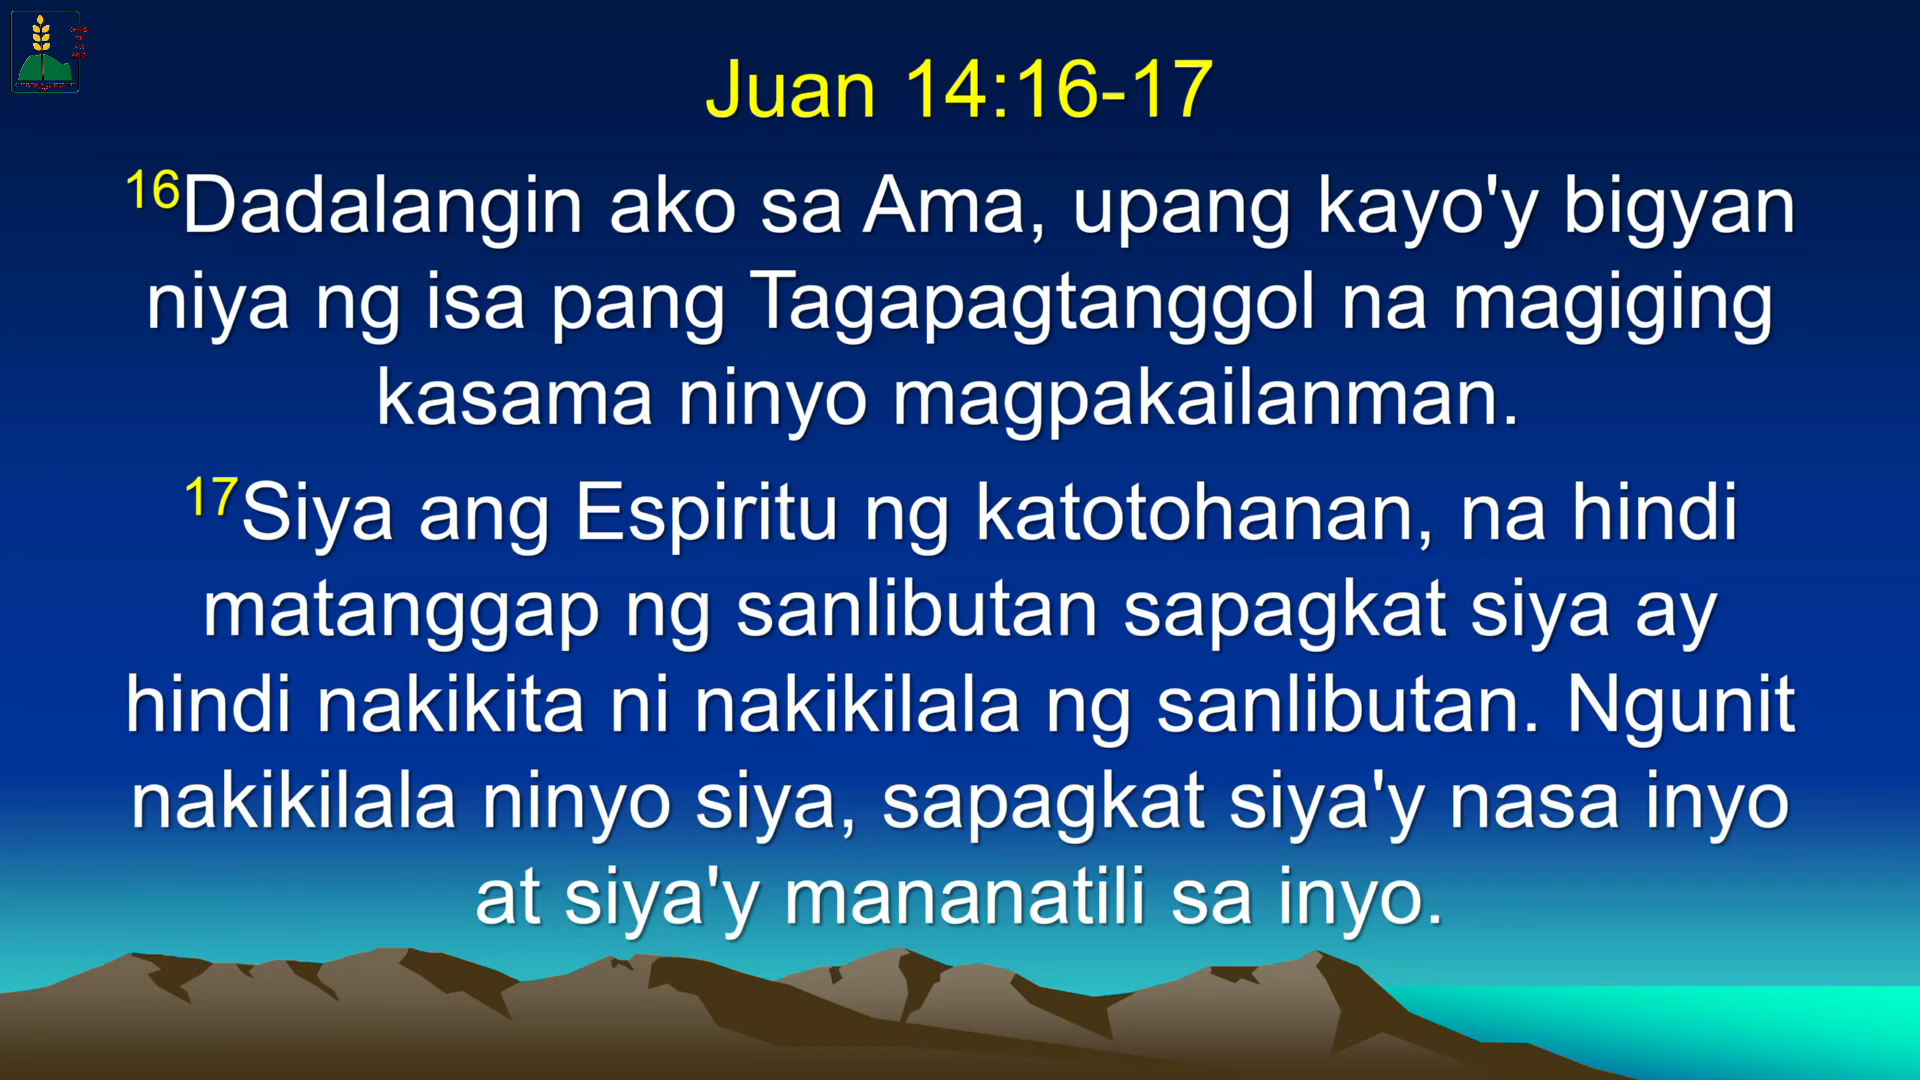 Juan 14:16-17
16Dadalangin ako sa Ama, upang kayo'y bigyan
niya ng isa pang Tagapagtanggol na magiging
kasama ninyo magpakailanman.
17Siya ang Espiritu ng katotohanan, na hindi
matanggap ng sanlibutan sapagkat siya ay
hindi nakikita ni nakikilala ng sanlibutan. Ngunit
nakikilala ninyo siya, sapagkat siya'y nasa inyo
at siya'y mananatili sa inyo.